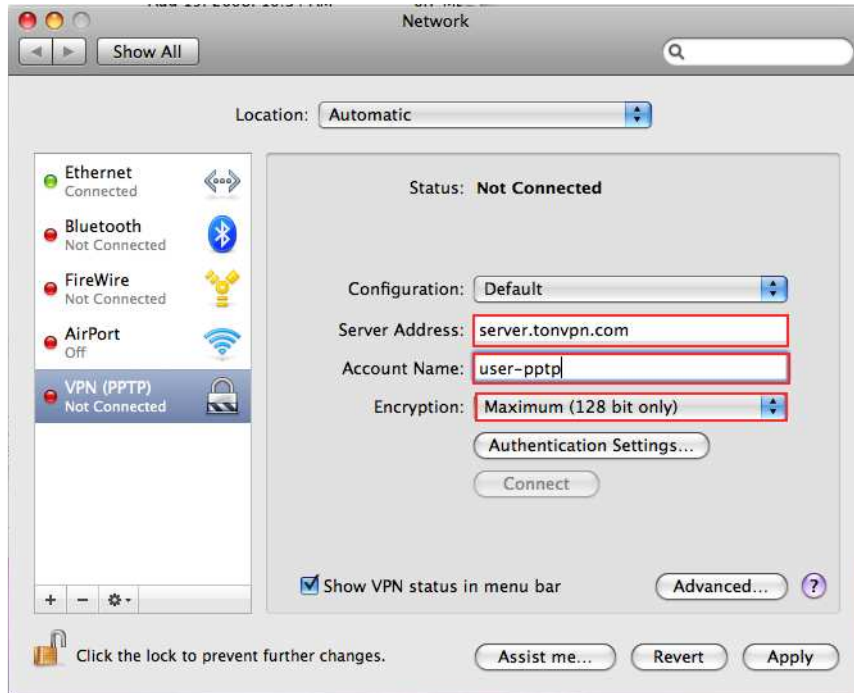 Network
Show All
Location: Automatic
Ethernet
Connected
Bluetooth
Not Connected
FireWire
Not Connected
AirPort
Off
VPN (PPTP)
Not Connected
Status: Not Connected
Configuration: Default
Server Address: server.tonvpn.com
Account Name: user-pptp
Encryption: Maximum (128 bit only)
Authentication Settings...
Connect
Show VPN status in menu bar
Advanced... ?
Click the lock to prevent further changes.
Assist me... Revert Apply